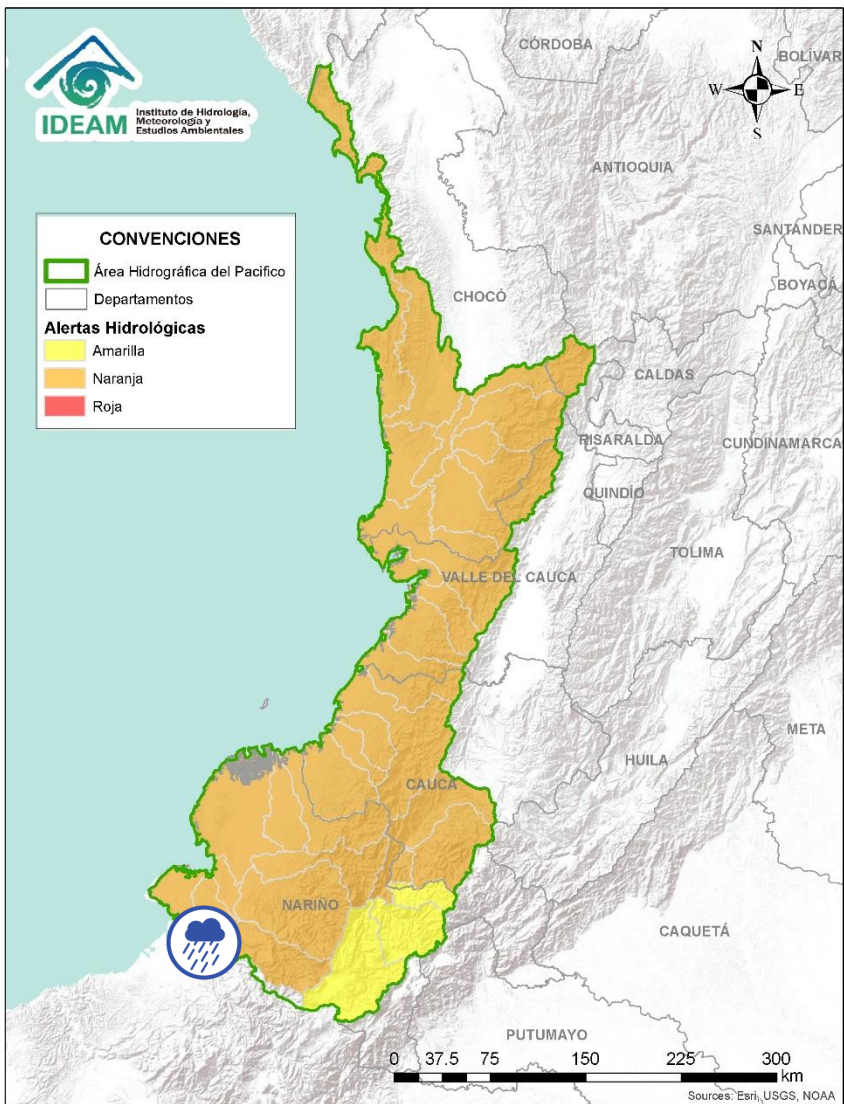 IDEAM
Instituto de Hidrología,
Meteorología y
Estudios Ambientales
CÓRDOBA
BOLÍVAR
N
W
E
S
ANTIOQUIA
SANTANDER
BOYACÁ
CONVENCIONES
Área Hidrográfica del Pacifico
Departamentos
Alertas Hidrológicas
Amarilla
Naranja
Roja
CHOCÓ
CALDAS
RISARALDA
CUNDINAMARCA
QUINDÍO
TOLIMA
VALLE DEL CAUCA
META
HUILA
CAUCA
NARIÑO
CAQUETÁ
PUTUMAYO
0 37.5 75 150 225 300
km
Sources: Esri, USGS, NOAA